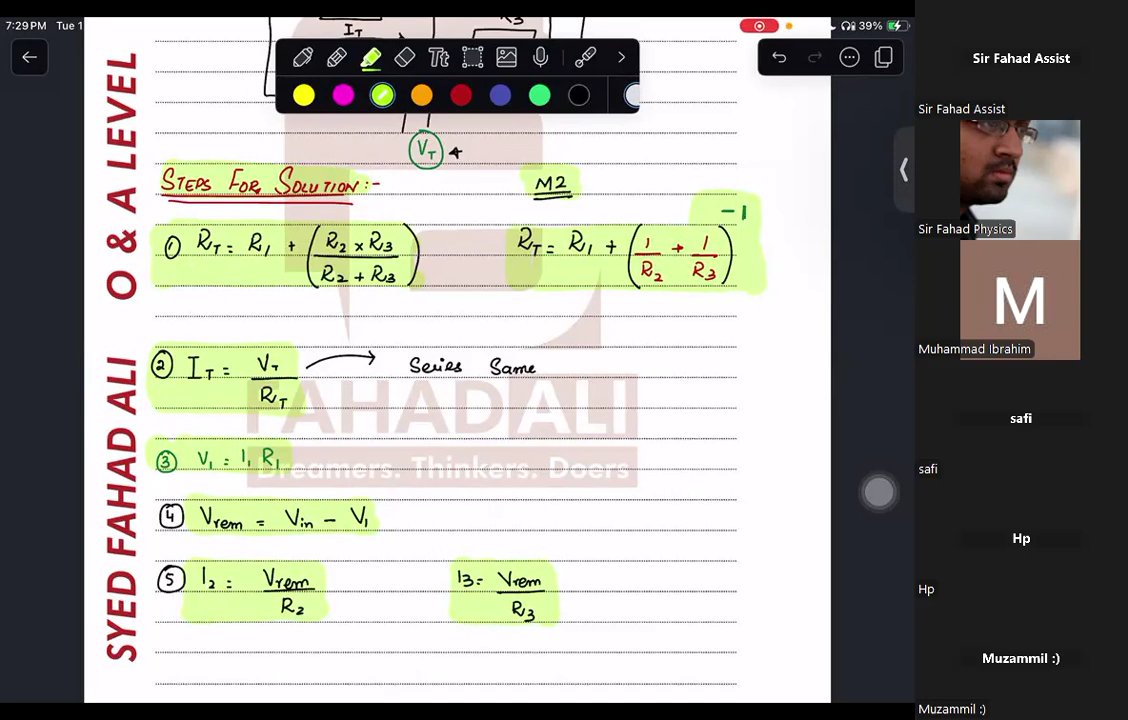 7:29 PM Tue 1
39%
R3
IT
Tt
VT
STEPS FOR SOLUTION:-
M2
① RT = R1 + (R2 × R3 / R2 + R3)
RT = R1 + (1/R2 + 1/R3)
-1
② IT = VT / RT
Series Same
③ V1 = I1 R1
④ Vrem = Vin - V1
⑤ I2 = Vrem / R2
I3 = Vrem / R3
FAHAD ALI
Dreamers. Thinkers. Doers
O & A LEVEL
SYED FAHAD ALI
Sir Fahad Assist
Sir Fahad Assist
Sir Fahad Physics
M
Muhammad Ibrahim
safi
safi
Hp
Hp
Muzammil :)
Muzammil :)